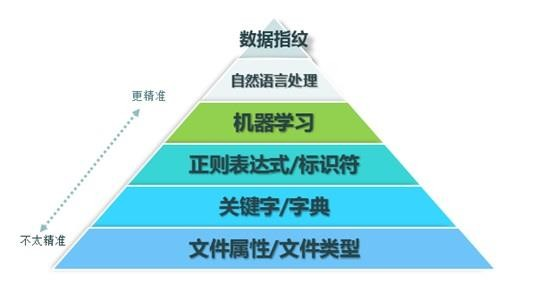 数据指纹
自然语言处理
更精准
机器学习
正则表达式/标识符
关键字/字典
不太精准
文件属性/文件类型